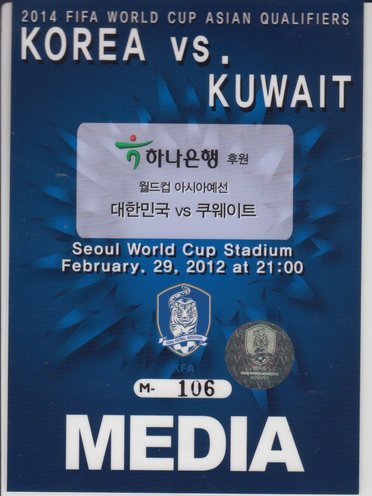 2014 FIFA WORLD CUP ASIAN QUALIFIERS
KOREA vs.
KUWAIT
하나은행 후원
월드컵 아시아예선
대한민국 vs 쿠웨이트
Seoul World Cup Stadium
February. 29, 2012 at 21:00
KFA
M- 106
MEDIA